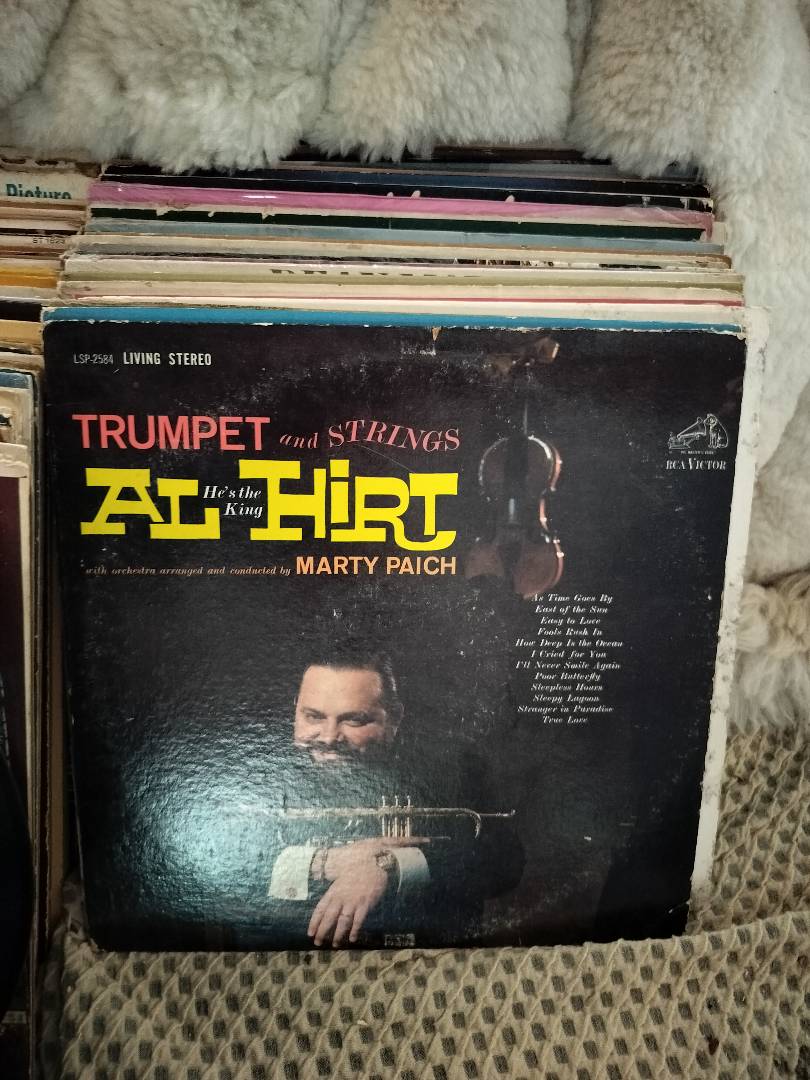 Picture
ST 1823
LSP-2584 LIVING STEREO
TRUMPET and STRINGS
AL He's the King HIRT
with orchestra arranged and conducted by MARTY PAICH
RCA VICTOR
As Time Goes By
East of the Sun
Easy to Love
Fools Rush In
How Deep Is the Ocean
I Cried for You
I'll Never Smile Again
Poor Butterfly
Sleepless Hours
Sleepy Lagoon
Stranger in Paradise
True Love